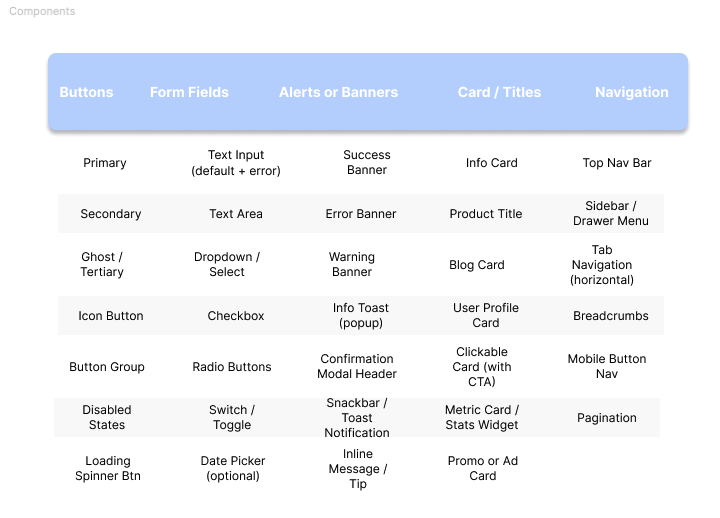 Components
Buttons Form Fields Alerts or Banners Card / Titles Navigation
Primary
Text Input
(default + error)
Success
Banner
Info Card
Top Nav Bar
Secondary
Text Area
Error Banner
Product Title
Sidebar /
Drawer Menu
Ghost /
Tertiary
Dropdown /
Select
Warning
Banner
Blog Card
Tab
Navigation
(horizontal)
Icon Button
Checkbox
Info Toast
(popup)
User Profile
Card
Breadcrumbs
Button Group
Radio Buttons
Confirmation
Modal Header
Clickable
Card (with
CTA)
Mobile Button
Nav
Disabled
States
Switch /
Toggle
Snackbar /
Toast
Notification
Metric Card /
Stats Widget
Pagination
Loading
Spinner Btn
Date Picker
(optional)
Inline
Message /
Tip
Promo or Ad
Card